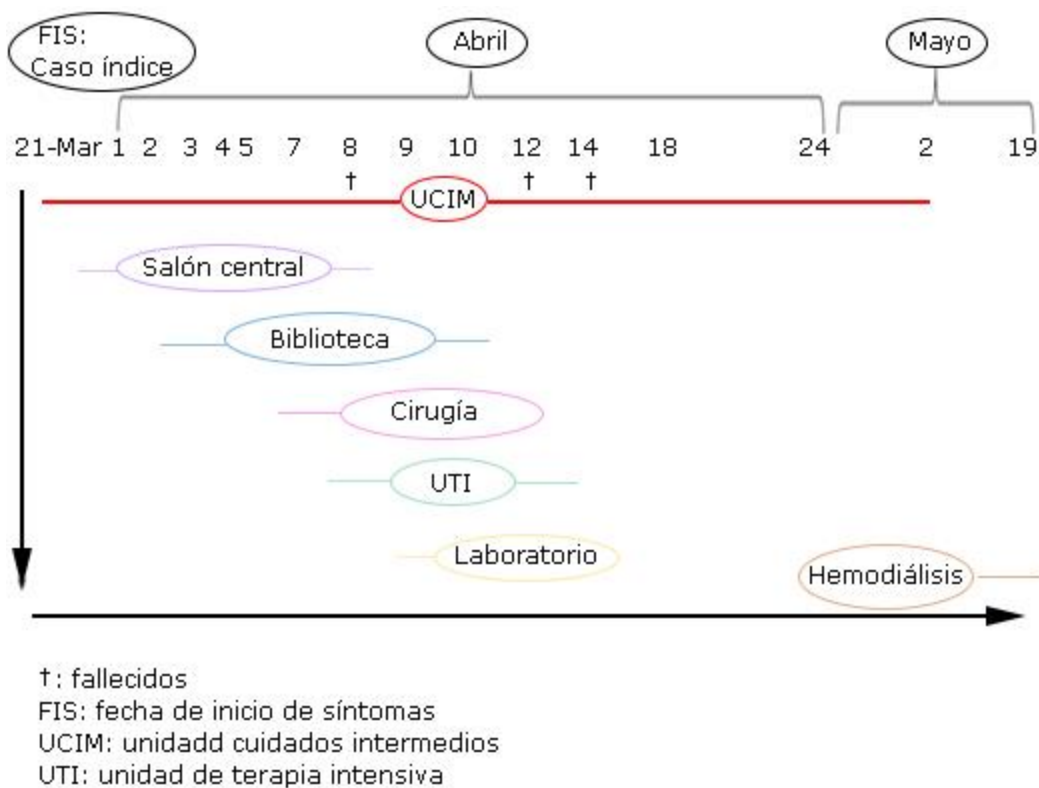 FIS:
Caso índice
Abril
Mayo
21-Mar 1 2 3 4 5 7 8 9 10 12 14 18 24 2 19
† † †
UCIM
Salón central
Biblioteca
Cirugía
UTI
Laboratorio
Hemodiálisis
†: fallecidos
FIS: fecha de inicio de síntomas
UCIM: unidadd cuidados intermedios
UTI: unidad de terapia intensiva